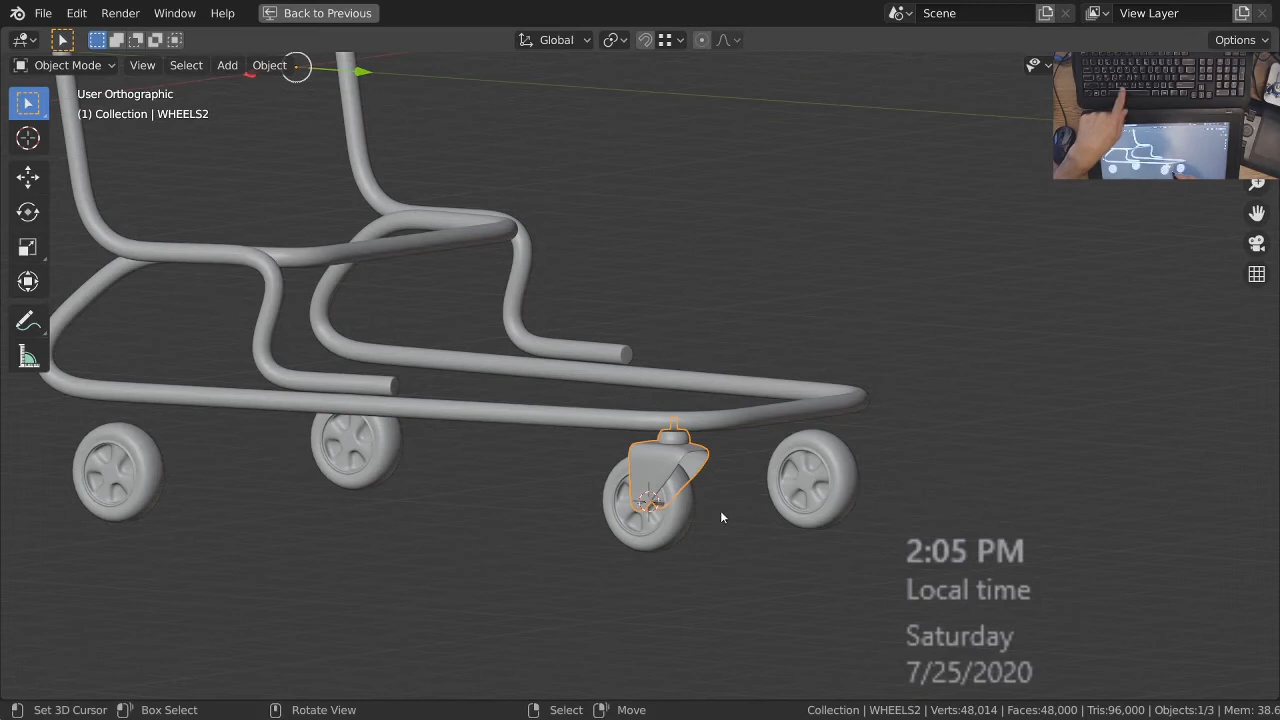 File Edit Render Window Help Back to Previous Scene View Layer
Global Options
Object Mode View Select Add Object
User Orthographic
(1) Collection | WHEELS2
2:05 PM
Local time
Saturday
7/25/2020
Set 3D Cursor Box Select Rotate View Select Move Collection | WHEELS2 | Verts:48,014 | Faces:48,000 | Tris:96,000 | Objects:1/3 | Mem: 38.6